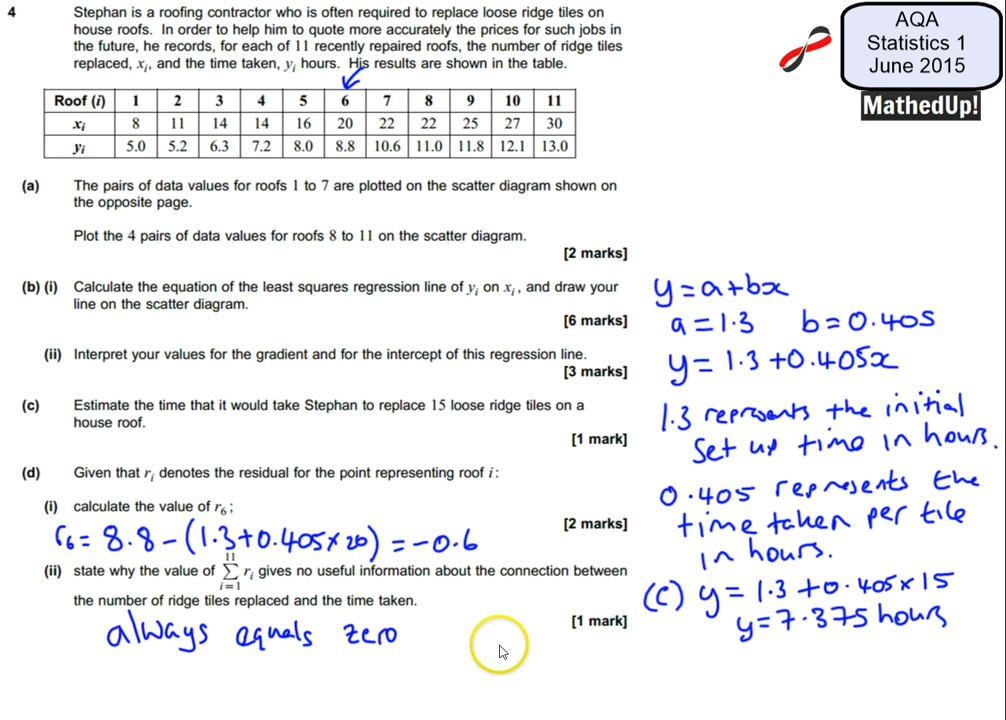 4 Stephan is a roofing contractor who is often required to replace loose ridge tiles on
house roofs. In order to help him to quote more accurately the prices for such jobs in
the future, he records, for each of 11 recently repaired roofs, the number of ridge tiles
replaced, xᵢ, and the time taken, yᵢ hours. His results are shown in the table.
AQA
Statistics 1
June 2015
MathedUp!
Roof (i) 1 2 3 4 5 6 7 8 9 10 11
xᵢ 8 11 14 14 16 20 22 22 25 27 30
yᵢ 5.0 5.2 6.3 7.2 8.0 8.8 10.6 11.0 11.8 12.1 13.0
(a) The pairs of data values for roofs 1 to 7 are plotted on the scatter diagram shown on
the opposite page.
Plot the 4 pairs of data values for roofs 8 to 11 on the scatter diagram.
[2 marks]
(b) (i) Calculate the equation of the least squares regression line of yᵢ on xᵢ, and draw your
line on the scatter diagram.
[6 marks]
(ii) Interpret your values for the gradient and for the intercept of this regression line.
[3 marks]
(c) Estimate the time that it would take Stephan to replace 15 loose ridge tiles on a
house roof.
[1 mark]
(d) Given that rᵢ denotes the residual for the point representing roof i:
(i) calculate the value of r₆;
[2 marks]
r₆ = 8.8 - (1.3 + 0.405 × 20) = -0.6
(ii) state why the value of ∑ᵢ₌₁¹¹ rᵢ gives no useful information about the connection between
the number of ridge tiles replaced and the time taken.
[1 mark]
always equals zero
y = a + bx
a = 1.3 b = 0.405
y = 1.3 + 0.405x
1.3 represents the initial
set up time in hours.
0.405 represents the
time taken per tile
in hours.
(c) y = 1.3 + 0.405 × 15
y = 7.375 hours